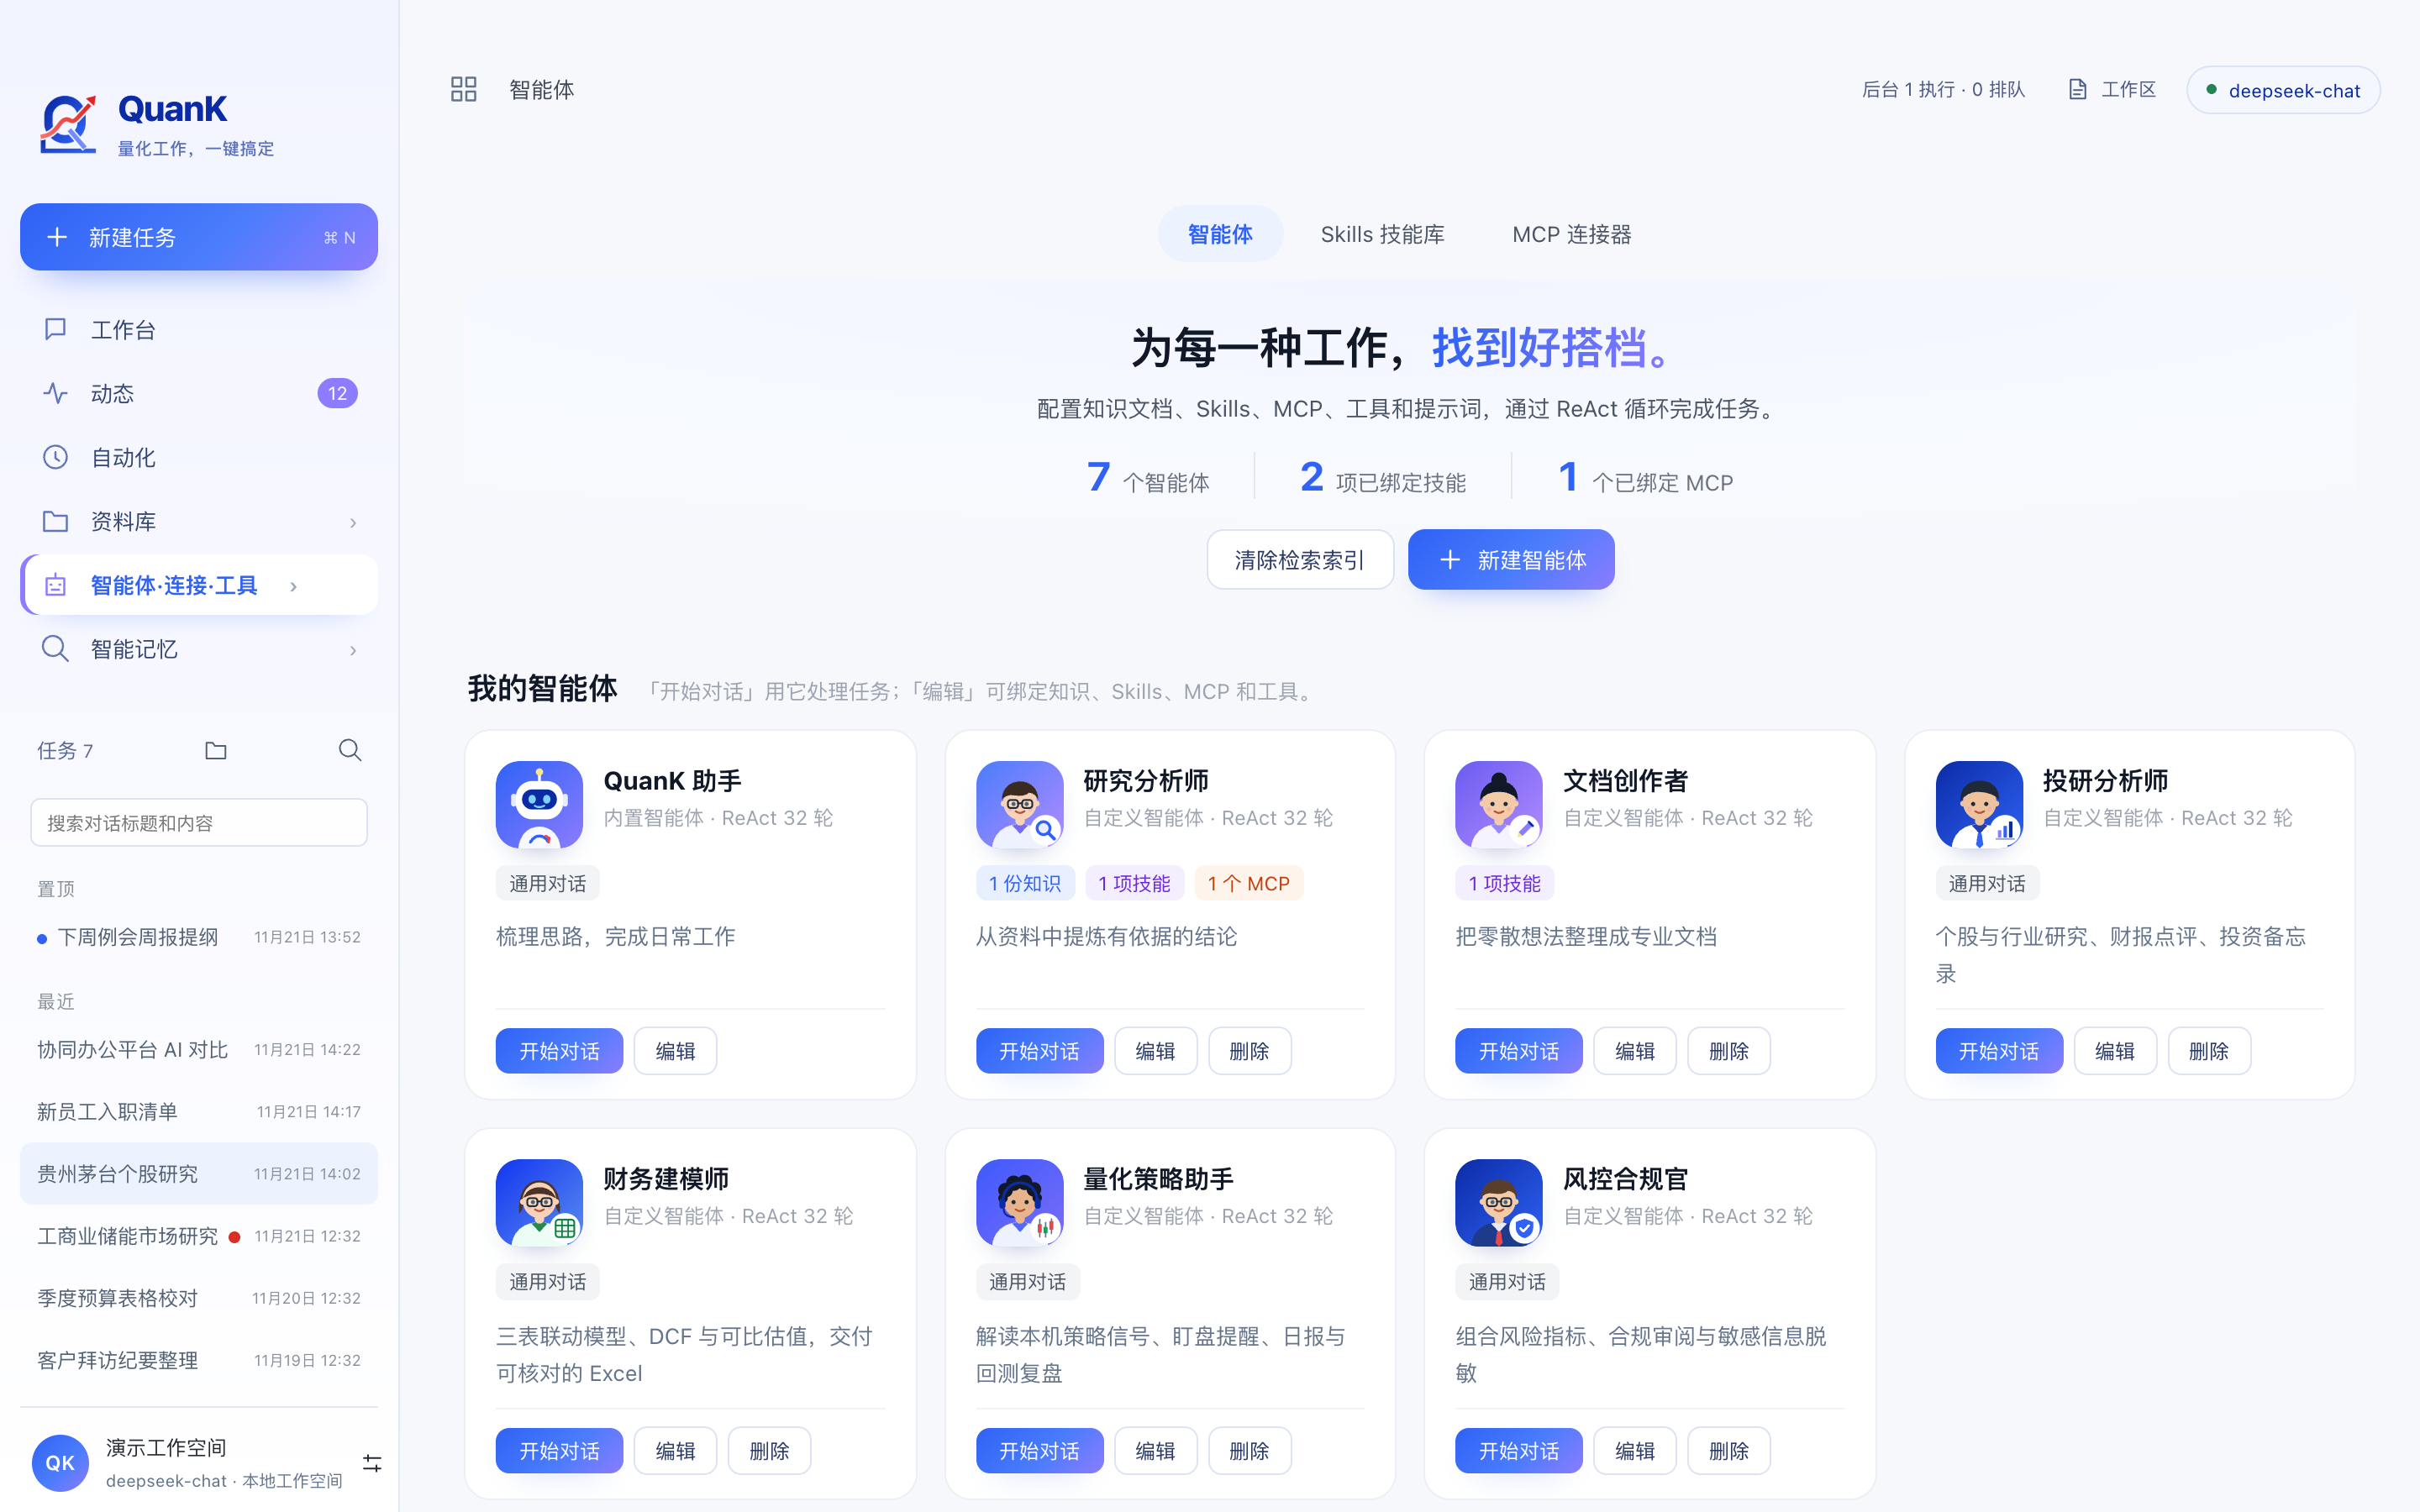 QuanK
量化工作，一键搞定
新建任务 ⌘ N
工作台
动态 12
自动化
资料库 ›
智能体·连接·工具 ›
智能记忆 ›
任务 7
搜索对话标题和内容
置顶
下周例会周报提纲 11月21日 13:52
最近
协同办公平台 AI 对比 11月21日 14:22
新员工入职清单 11月21日 14:17
贵州茅台个股研究 11月21日 14:02
工商业储能市场研究 11月21日 12:32
季度预算表格校对 11月20日 12:32
客户拜访纪要整理 11月19日 12:32
QK
演示工作空间
deepseek-chat · 本地工作空间
智能体
后台 1 执行 · 0 排队 工作区 deepseek-chat
智能体 Skills 技能库 MCP 连接器
为每一种工作，找到好搭档。
配置知识文档、Skills、MCP、工具和提示词，通过 ReAct 循环完成任务。
7 个智能体 2 项已绑定技能 1 个已绑定 MCP
清除检索索引 新建智能体
我的智能体 「开始对话」用它处理任务；「编辑」可绑定知识、Skills、MCP 和工具。
QuanK 助手
内置智能体 · ReAct 32 轮
通用对话
梳理思路，完成日常工作
开始对话 编辑
研究分析师
自定义智能体 · ReAct 32 轮
1 份知识 1 项技能 1 个 MCP
从资料中提炼有依据的结论
开始对话 编辑 删除
文档创作者
自定义智能体 · ReAct 32 轮
1 项技能
把零散想法整理成专业文档
开始对话 编辑 删除
投研分析师
自定义智能体 · ReAct 32 轮
通用对话
个股与行业研究、财报点评、投资备忘
录
开始对话 编辑 删除
财务建模师
自定义智能体 · ReAct 32 轮
通用对话
三表联动模型、DCF 与可比估值，交付
可核对的 Excel
开始对话 编辑 删除
量化策略助手
自定义智能体 · ReAct 32 轮
通用对话
解读本机策略信号、盯盘提醒、日报与
回测复盘
开始对话 编辑 删除
风控合规官
自定义智能体 · ReAct 32 轮
通用对话
组合风险指标、合规审阅与敏感信息脱
敏
开始对话 编辑 删除